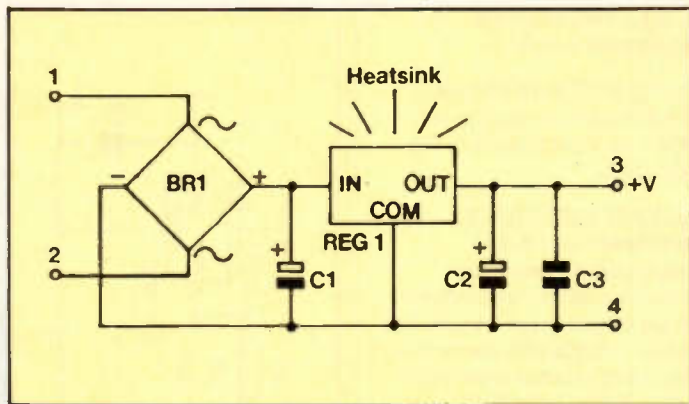 Heatsink
1
BR1
~
~
−
+
2
IN OUT
COM
REG 1
+
C1
+
C2
C3
3
+V
4